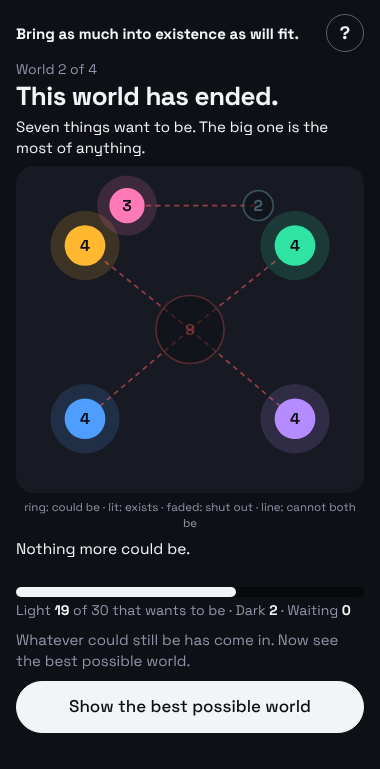 Bring as much into existence as will fit.
?
World 2 of 4
This world has ended.
Seven things want to be. The big one is the
most of anything.
3
2
4
4
9
4
4
ring: could be · lit: exists · faded: shut out · line: cannot both
be
Nothing more could be.
Light 19 of 30 that wants to be · Dark 2 · Waiting 0
Whatever could still be has come in. Now see
the best possible world.
Show the best possible world